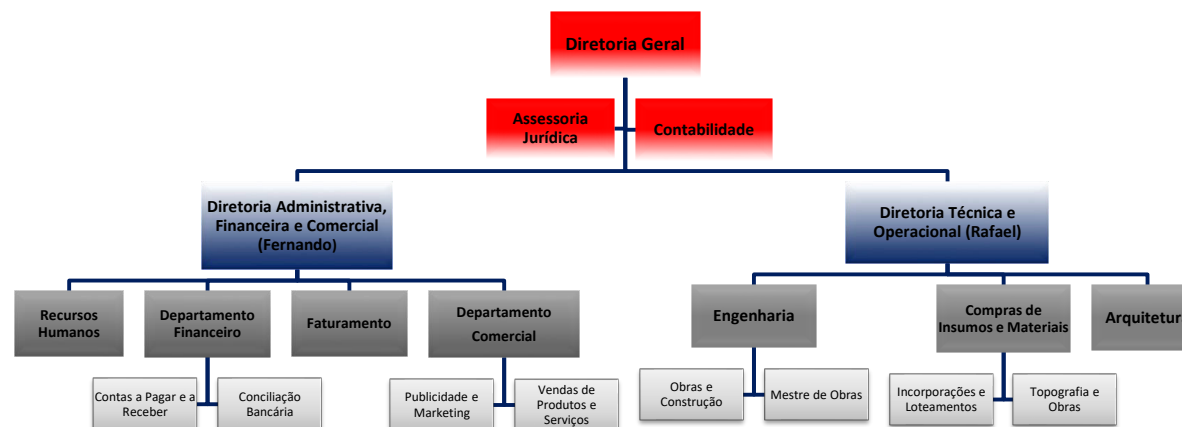 Diretoria Geral
Assessoria
Jurídica
Contabilidade
Diretoria Administrativa,
Financeira e Comercial
(Fernando)
Diretoria Técnica e
Operacional (Rafael)
Recursos
Humanos
Departamento
Financeiro
Faturamento
Departamento
Comercial
Engenharia
Compras de
Insumos e Materiais
Arquitetura
Contas a Pagar e a
Receber
Conciliação
Bancária
Publicidade e
Marketing
Vendas de
Produtos e
Serviços
Obras e
Construção
Mestre de Obras
Incorporações e
Loteamentos
Topografia e
Obras